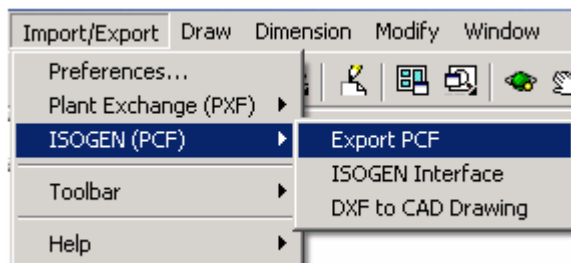 Import/Export Draw Dimension Modify Window
Preferences...
Plant Exchange (PXF)
ISOGEN (PCF)
Export PCF
ISOGEN Interface
DXF to CAD Drawing
Toolbar
Help